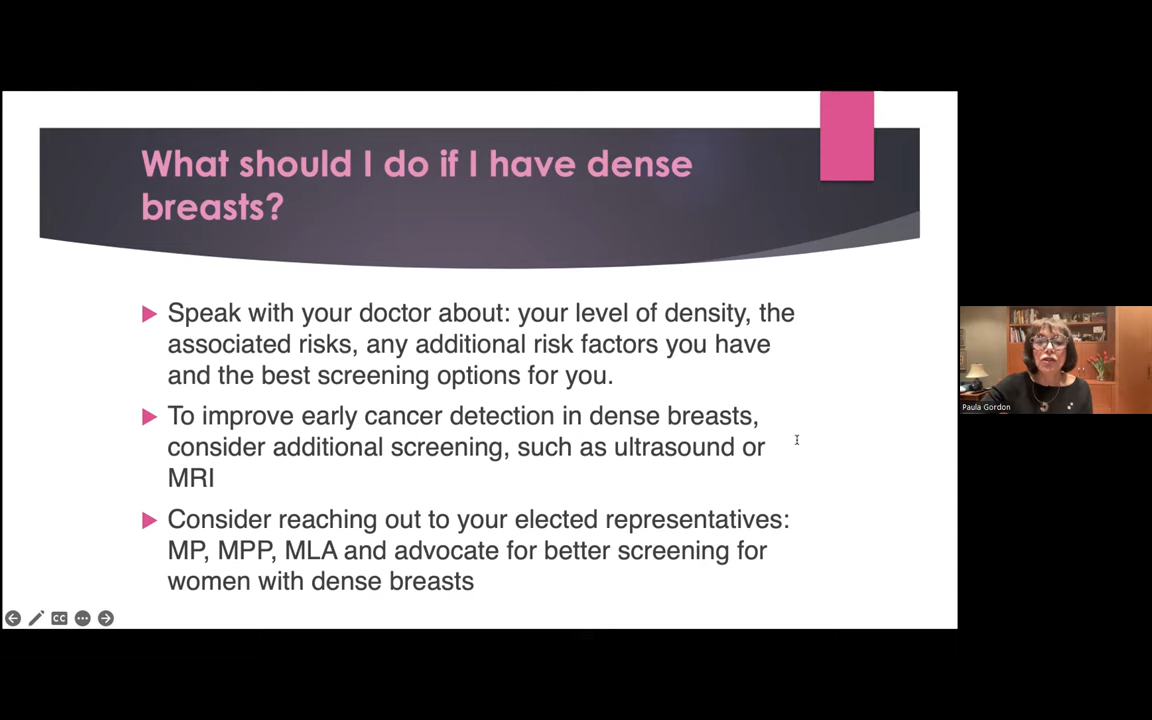 What should I do if I have dense
breasts?
Speak with your doctor about: your level of density, the
associated risks, any additional risk factors you have
and the best screening options for you.
To improve early cancer detection in dense breasts,
consider additional screening, such as ultrasound or
MRI
Consider reaching out to your elected representatives:
MP, MPP, MLA and advocate for better screening for
women with dense breasts
CC
Paula Gordon